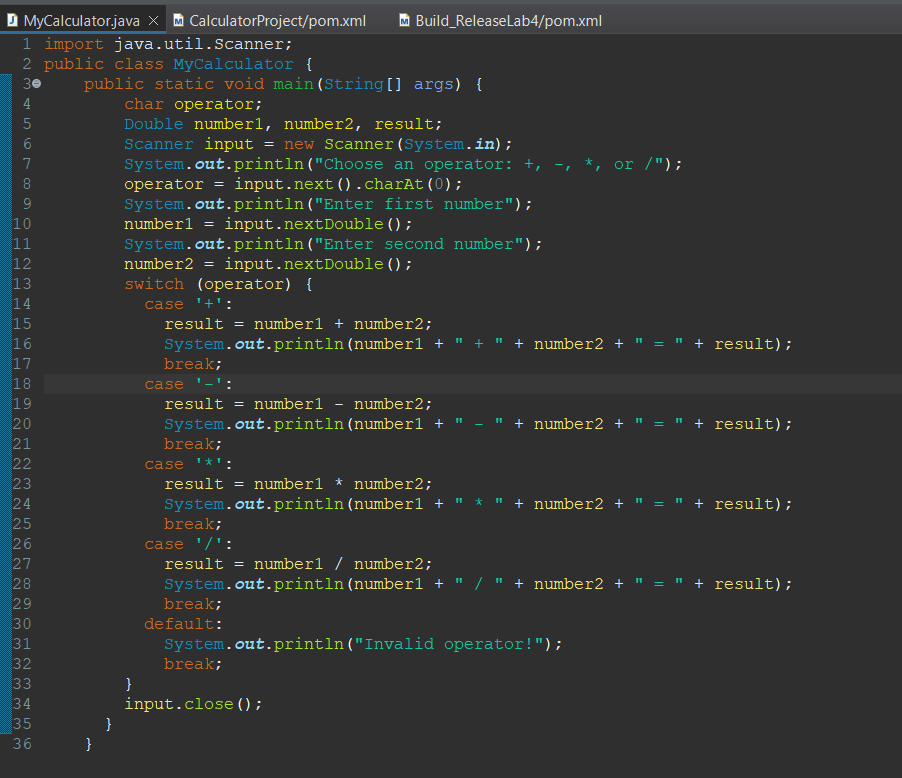 MyCalculator.java CalculatorProject/pom.xml Build_ReleaseLab4/pom.xml
1 import java.util.Scanner;
2 public class MyCalculator {
3 public static void main(String[] args) {
4 char operator;
5 Double number1, number2, result;
6 Scanner input = new Scanner(System.in);
7 System.out.println("Choose an operator: +, -, *, or /");
8 operator = input.next().charAt(0);
9 System.out.println("Enter first number");
10 number1 = input.nextDouble();
11 System.out.println("Enter second number");
12 number2 = input.nextDouble();
13 switch (operator) {
14 case '+':
15 result = number1 + number2;
16 System.out.println(number1 + " + " + number2 + " = " + result);
17 break;
18 case '-':
19 result = number1 - number2;
20 System.out.println(number1 + " - " + number2 + " = " + result);
21 break;
22 case '*':
23 result = number1 * number2;
24 System.out.println(number1 + " * " + number2 + " = " + result);
25 break;
26 case '/':
27 result = number1 / number2;
28 System.out.println(number1 + " / " + number2 + " = " + result);
29 break;
30 default:
31 System.out.println("Invalid operator!");
32 break;
33 }
34 input.close();
35 }
36 }